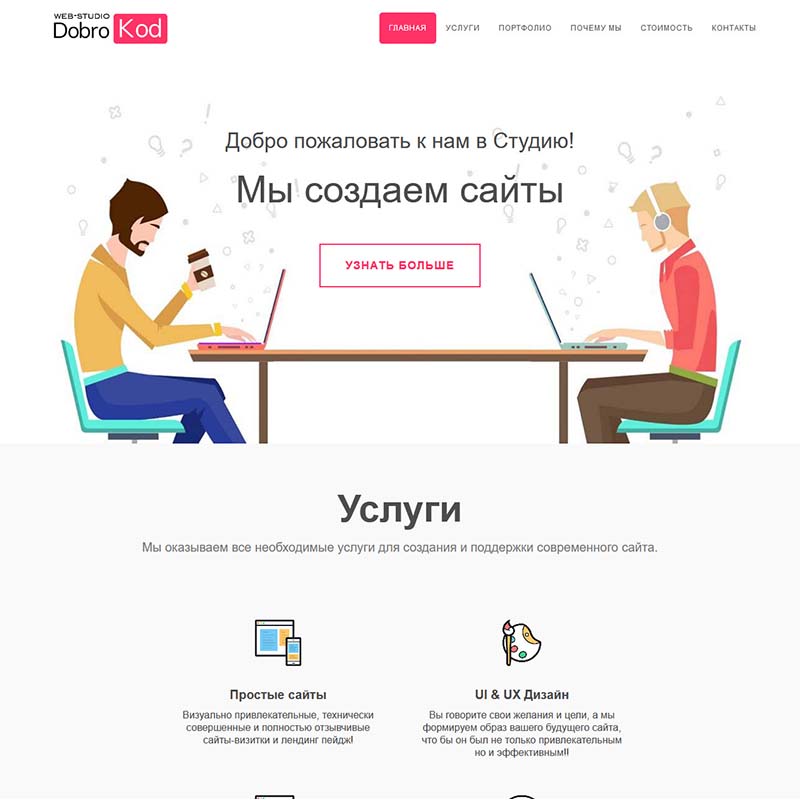 WEB-STUDIO
Dobro Kod
ГЛАВНАЯ УСЛУГИ ПОРТФОЛИО ПОЧЕМУ МЫ СТОИМОСТЬ КОНТАКТЫ
Добро пожаловать к нам в Студию!
Мы создаем сайты
УЗНАТЬ БОЛЬШЕ
Услуги
Мы оказываем все необходимые услуги для создания и поддержки современного сайта.
Простые сайты
Визуально привлекательные, технически
совершенные и полностью отзывчивые
сайты-визитки и лендинг пейдж!
UI & UX Дизайн
Вы говорите свои желания и цели, а мы
формируем образ вашего будущего сайта,
что бы он был не только привлекательным
но и эффективным!!